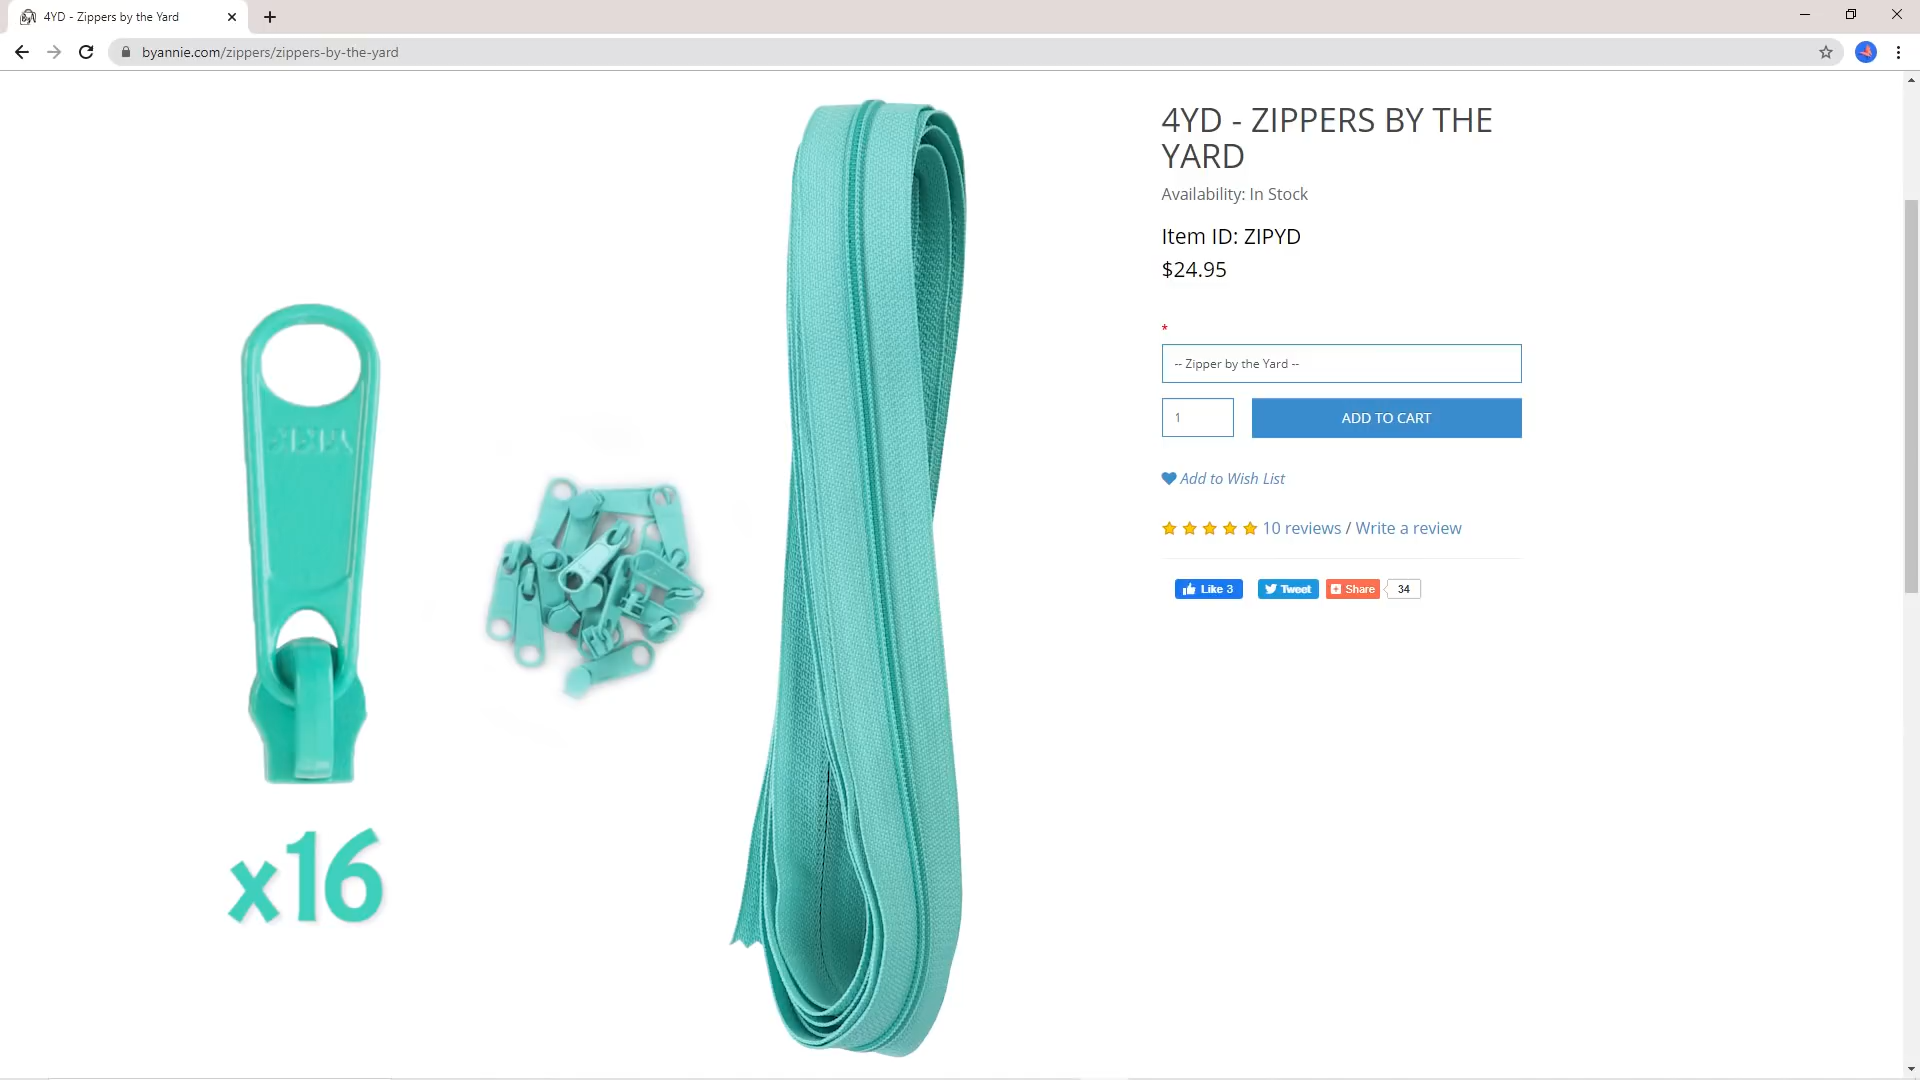 4YD - Zippers by the Yard
byannie.com/zippers/zippers-by-the-yard
4YD - ZIPPERS BY THE
YARD
Availability: In Stock
Item ID: ZIPYD
$24.95
*
-- Zipper by the Yard --
1
ADD TO CART
Add to Wish List
10 reviews / Write a review
Like 3
Tweet
Share
34
x16